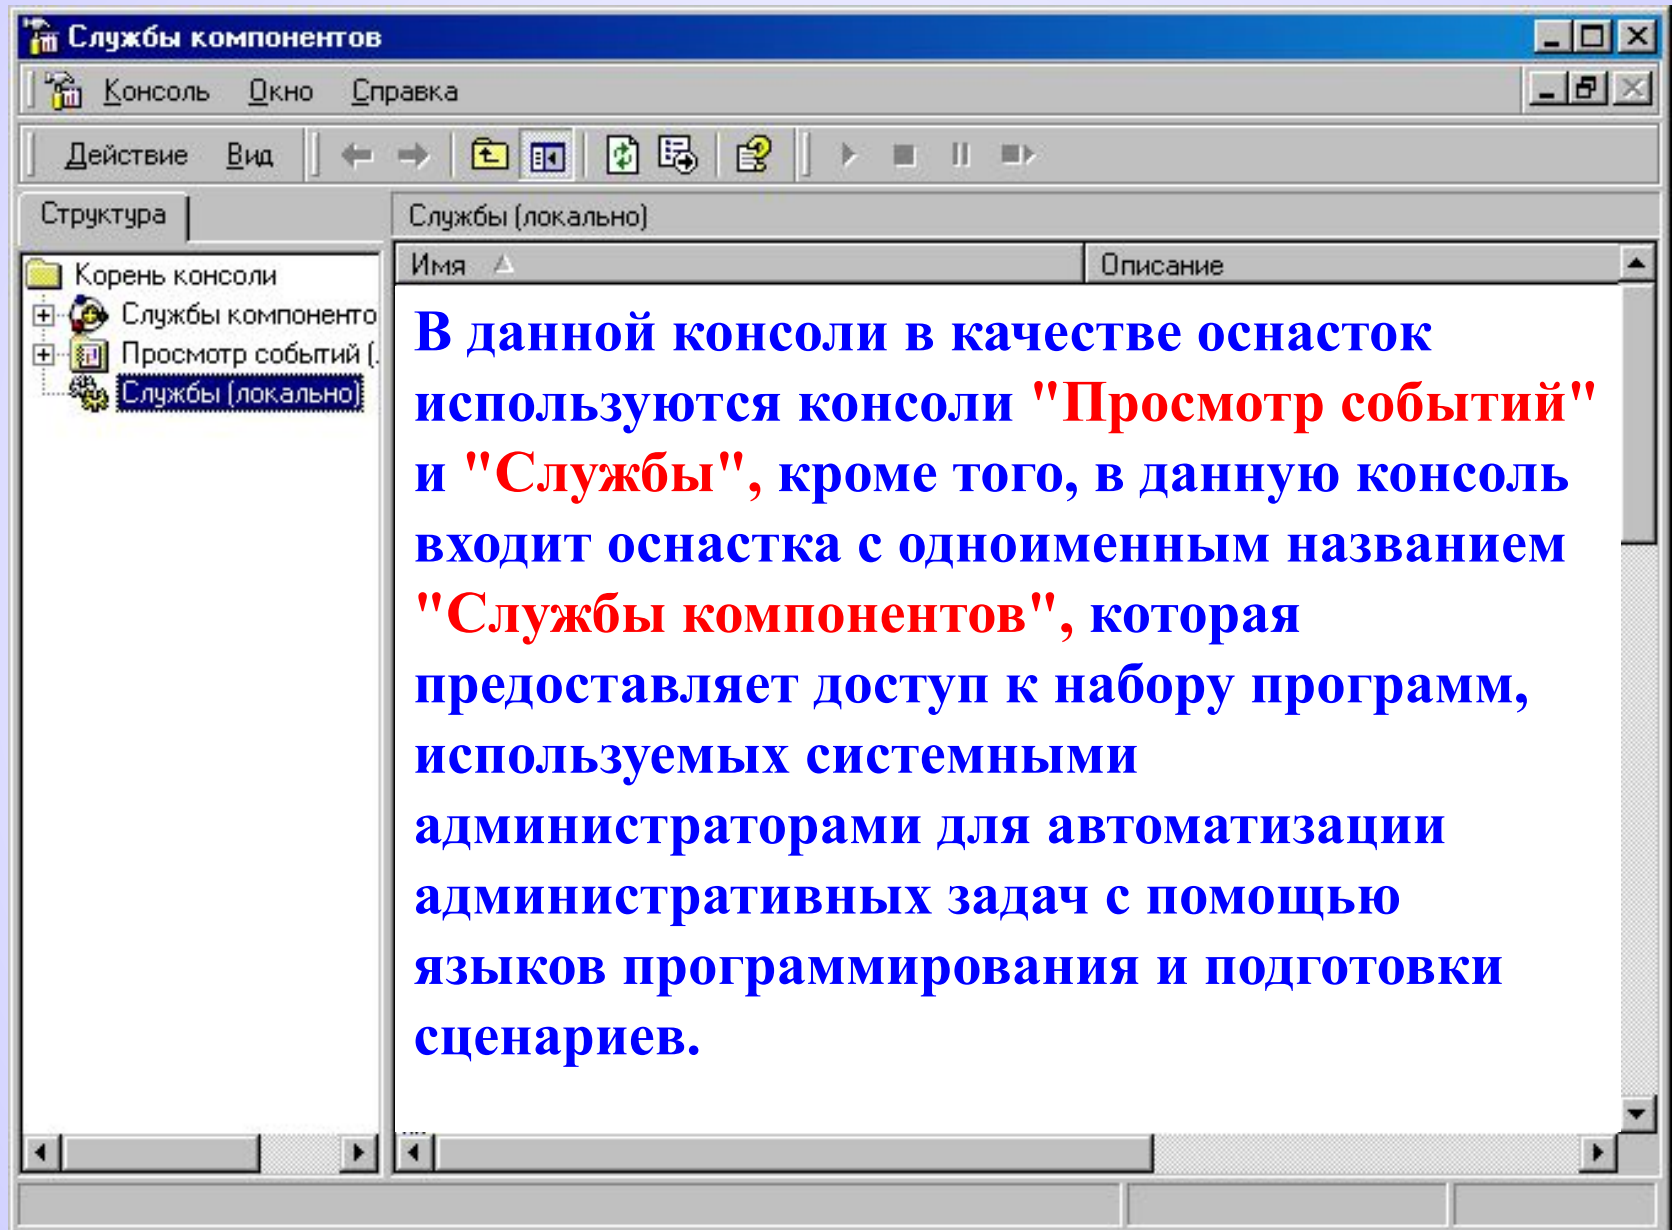 Службы компонентов
Консоль Окно Справка
Действие Вид
Структура
Службы (локально)
Имя Описание
Корень консоли
Службы компоненто
Просмотр событий (.
Службы (локально)
В данной консоли в качестве оснасток
используются консоли "Просмотр событий"
и "Службы", кроме того, в данную консоль
входит оснастка с одноименным названием
"Службы компонентов", которая
предоставляет доступ к набору программ,
используемых системными
администраторами для автоматизации
административных задач с помощью
языков программирования и подготовки
сценариев.